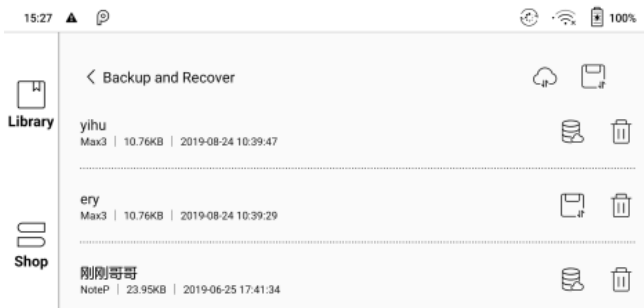 15:27
100%
Backup and Recover
Library
yihu
Max3 | 10.76KB | 2019-08-24 10:39:47
ery
Max3 | 10.76KB | 2019-08-24 10:39:29
Shop
刚刚哥哥
NoteP | 23.95KB | 2019-06-25 17:41:34